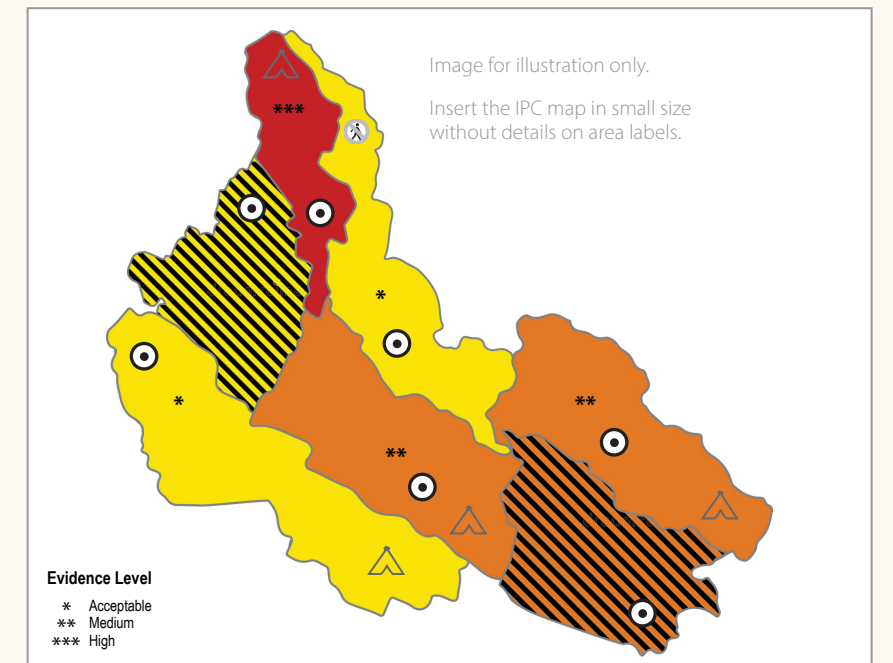 Image for illustration only.
Insert the IPC map in small size
without details on area labels.
***
*
*
**
**
Evidence Level
* Acceptable
** Medium
*** High